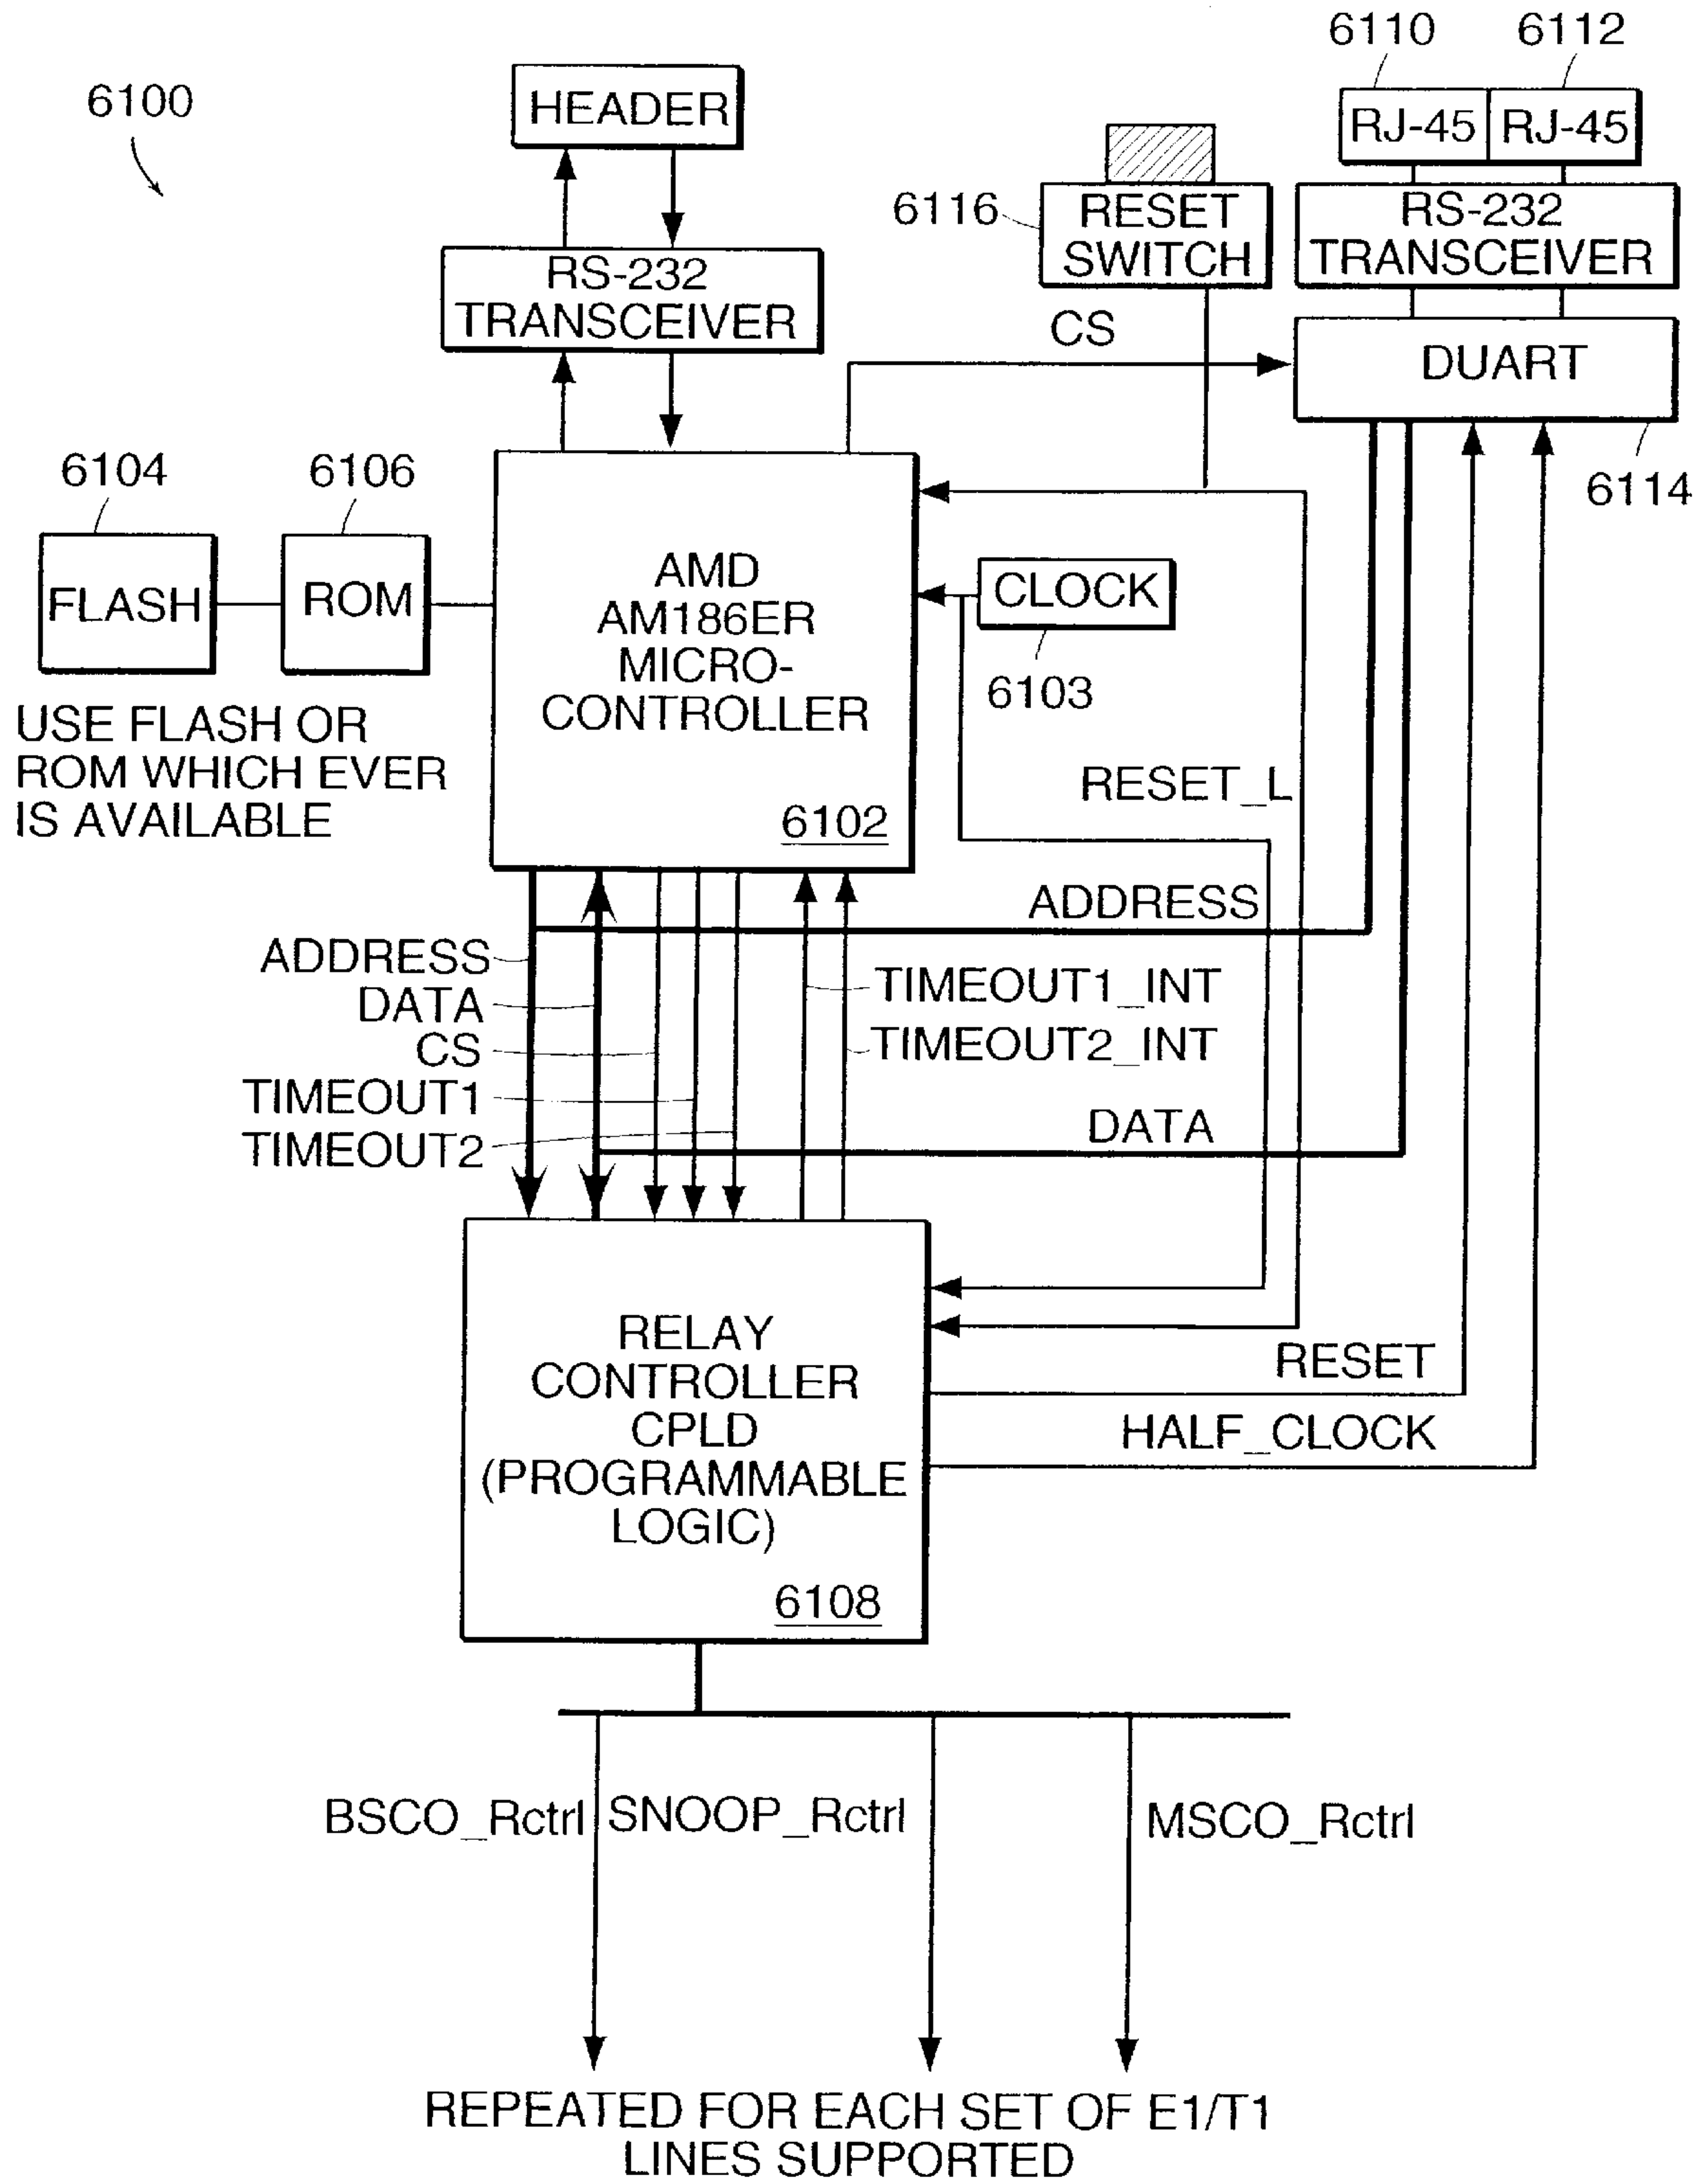 6110
6112
6100
HEADER
RJ-45
RJ-45
6116
RESET
SWITCH
RS-232
TRANSCEIVER
RS-232
TRANSCEIVER
CS
DUART
6104
6106
6114
FLASH
ROM
AMD
AM186ER
MICRO-
CONTROLLER
6102
CLOCK
6103
USE FLASH OR
ROM WHICH EVER
IS AVAILABLE
RESET_L
ADDRESS
ADDRESS
DATA
CS
TIMEOUT1
TIMEOUT2
TIMEOUT1_INT
TIMEOUT2_INT
DATA
RELAY
CONTROLLER
CPLD
(PROGRAMMABLE
LOGIC)
6108
RESET
HALF_CLOCK
BSCO_Rctrl
SNOOP_Rctrl
MSCO_Rctrl
REPEATED FOR EACH SET OF E1/T1
LINES SUPPORTED